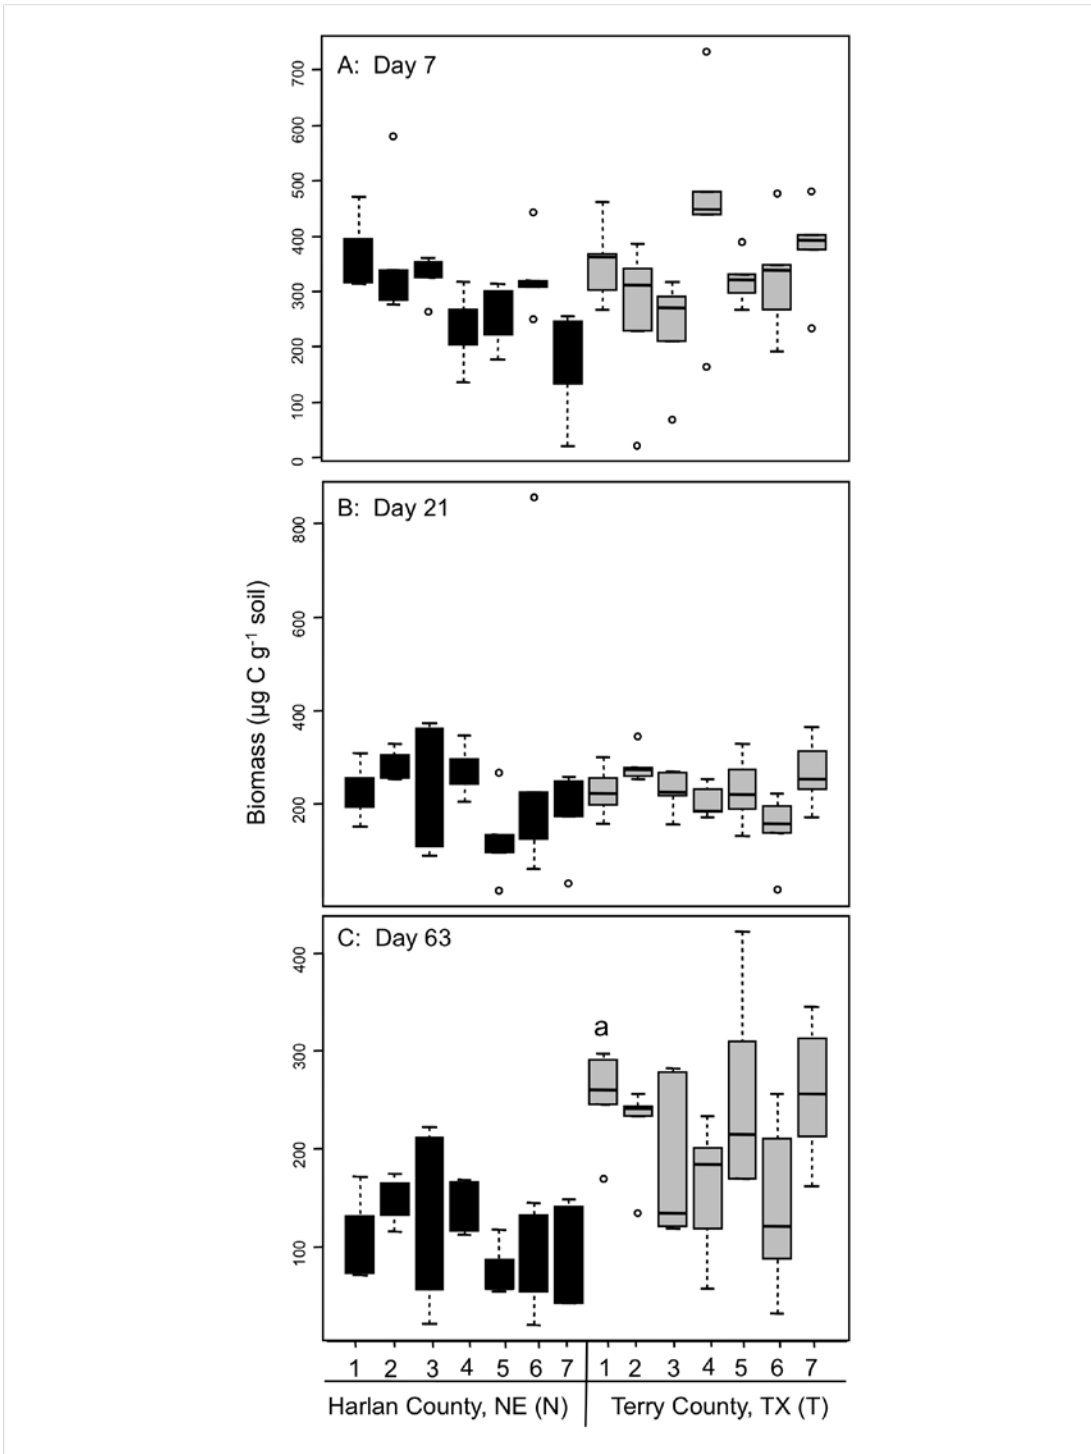 A: Day 7
700
600
500
400
300
200
100
0
B: Day 21
800
600
400
200
Biomass (µg C g⁻¹ soil)
C: Day 63
400
a
300
200
100
1 2 3 4 5 6 7 1 2 3 4 5 6 7
Harlan County, NE (N) Terry County, TX (T)